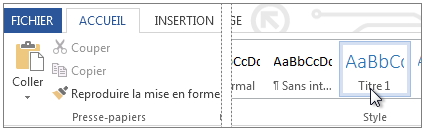 FICHIER ACCUEIL INSERTION GE
Couper
Copier
Reproduire la mise en forme
Coller
Presse-papiers
BbCcDc AaBbCcDc AaBbC
rmal ¶ Sans int... Titre 1
Style